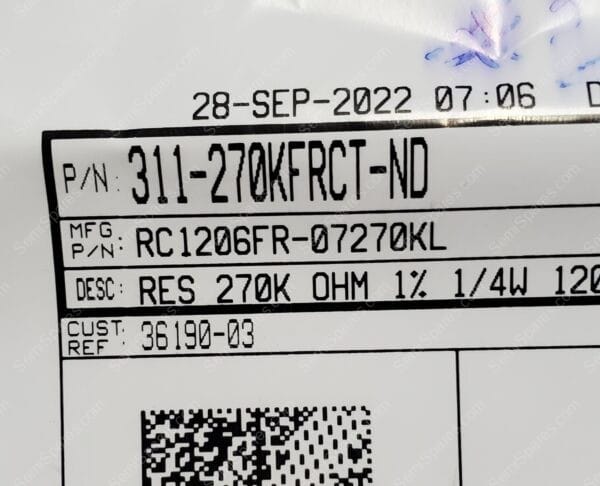 28-SEP-2022 07:06 D
P/N: 311-270KFRCT-ND
MFG P/N: RC1206FR-07270KL
DESC: RES 270K OHM 1% 1/4W 120
CUST REF: 36190-03